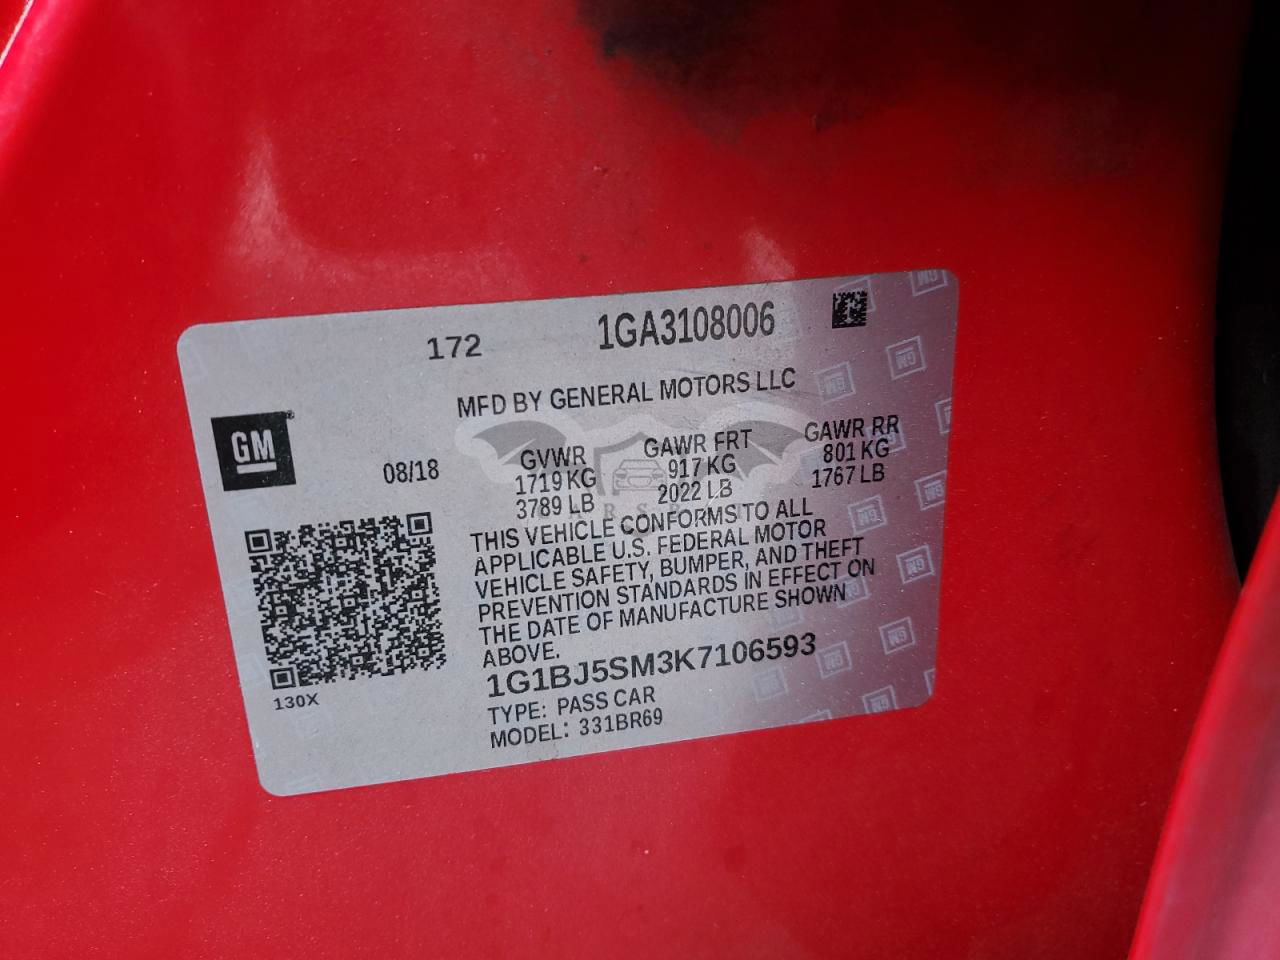 172 1GA3108006
MFD BY GENERAL MOTORS LLC
GM
08/18
GVWR GAWR FRT GAWR RR
1719 KG 917 KG 801 KG
3789 LB 2022 LB 1767 LB
THIS VEHICLE CONFORMS TO ALL
APPLICABLE U.S. FEDERAL MOTOR
VEHICLE SAFETY, BUMPER, AND THEFT
PREVENTION STANDARDS IN EFFECT ON
THE DATE OF MANUFACTURE SHOWN
ABOVE.
1G1BJ5SM3K7106593
130X
TYPE: PASS CAR
MODEL: 331BR69